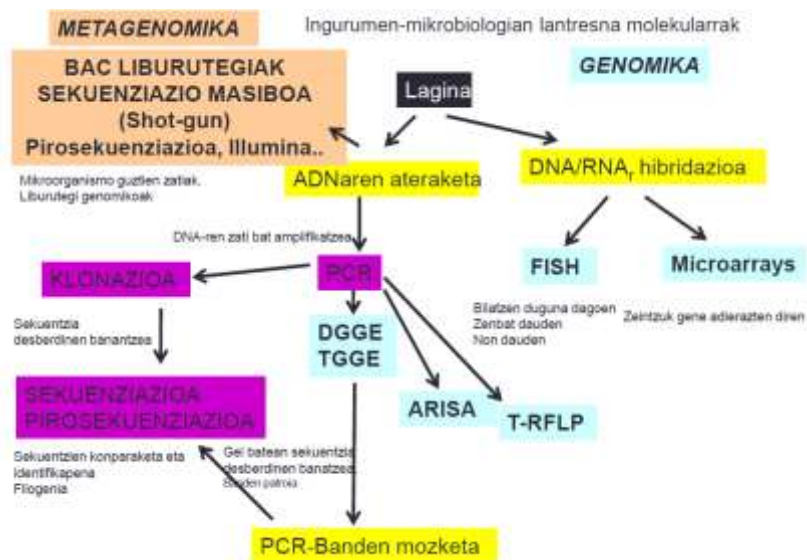 METAGENOMIKA
Ingurumen-mikrobiologian lantresna molekularrak
BAC LIBURUTEGIAK
SEKUENZIAZIO MASIBOA
(Shot-gun)
Pirosekuenziazioa, Illumina..
GENOMIKA
Lagina
Mikroorganismo guztien zatiak.
Liburutegi genomikoak
ADNaren ateraketa
DNA/RNAr hibridazioa
DNA-ren zati bat amplifikatzea
KLONAZIOA
PCR
FISH
Microarrays
Bilatzen duguna dagoen
Zenbat dauden
Non dauden
Zeintzuk gene adierazten diren
Sekuentzia
desberdinen banantzea
DGGE
TGGE
SEKUENZIAZIOA
PIROSEKUENZIAZIOA
ARISA
T-RFLP
Sekuentzien konparaketa eta
identifikapena
Filogenia
Gel batean sekuentzia
desberdinen banatzea.
Banden patroia
PCR-Banden mozketa